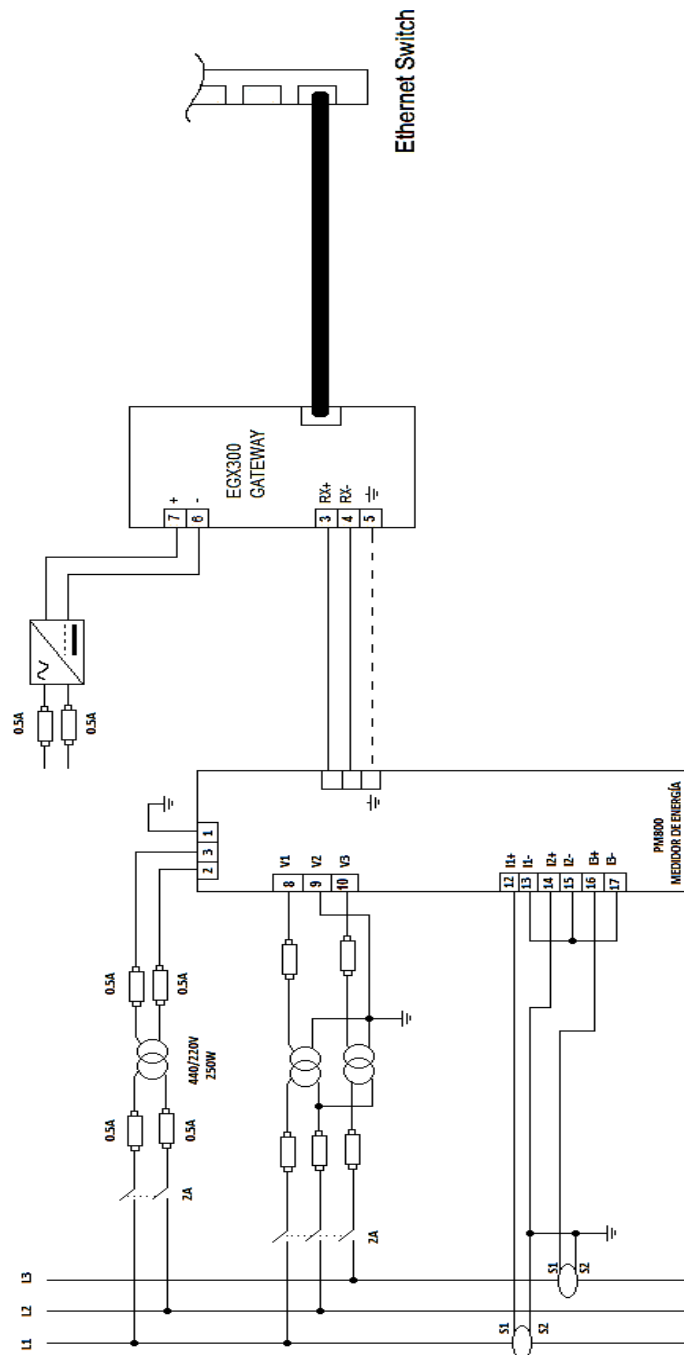 Ethernet Switch
EGX300
GATEWAY
7 +
6 -
3 RX+
4 RX-
5
0.5A
0.5A
1
3
2
PM800
MEDIDOR DE ENERGÍA
V1
8
V2
9
V3
10
12 I1+
13 I1-
14 I2+
15 I2-
16 I3+
17 I3-
0.5A
0.5A
440/220V
250W
0.5A
0.5A
2A
2A
S1
S2
S1
S2
L3
L2
L1